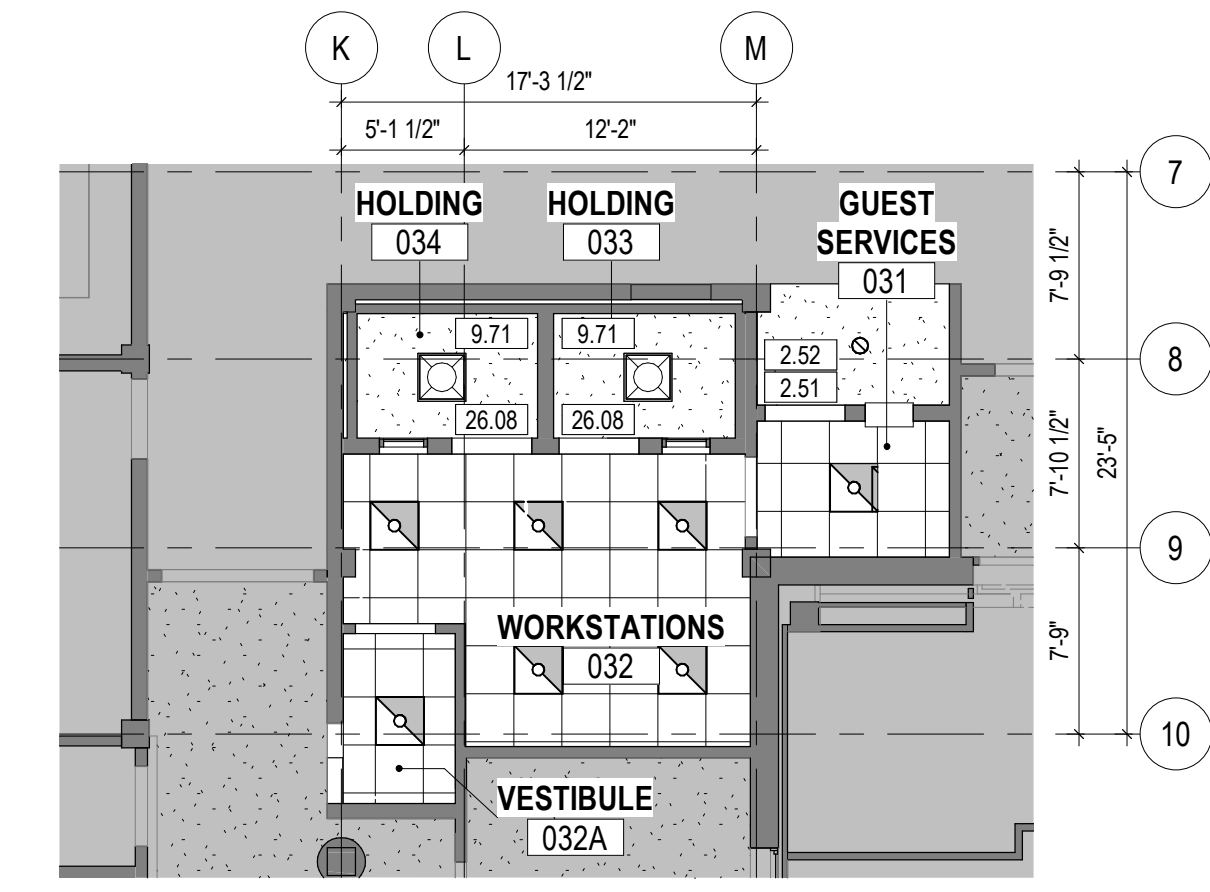 K
L
M
17'-3 1/2"
5'-1 1/2"
12'-2"
7
HOLDING
034
HOLDING
033
GUEST
SERVICES
031
7'-9 1/2"
9.71
9.71
2.52
2.51
8
26.08
26.08
7'-10 1/2"
23'-5"
9
WORKSTATIONS
032
7'-9"
10
VESTIBULE
032A